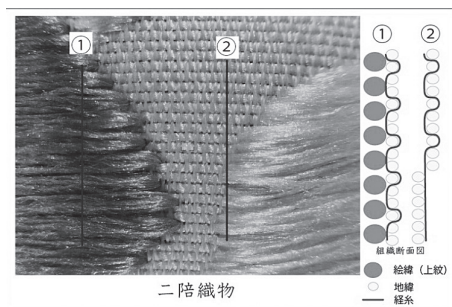 ① ②
① ②
組織断面図
絵緯（上紋）
地緯
経糸
二陪織物